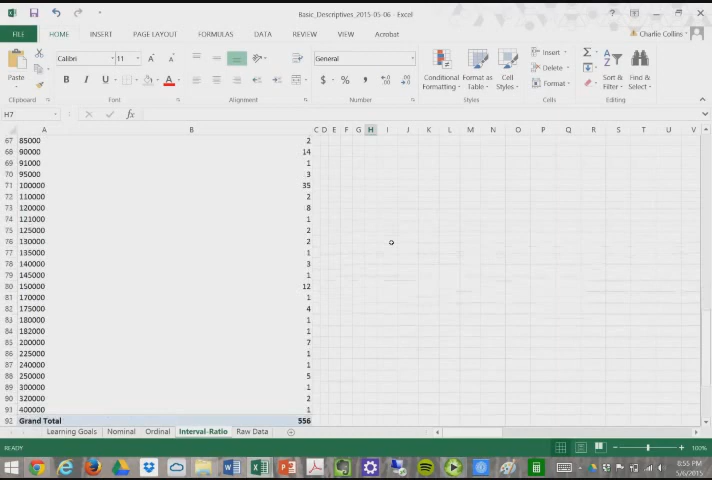 Basic_Descriptives_2015-05-06 - Excel
FILE HOME INSERT PAGE LAYOUT FORMULAS DATA REVIEW VIEW Acrobat Charlie Collins
Paste Calibri 11 General Conditional Formatting Format as Table Cell Styles Insert Delete Format Sort & Filter Find & Select
Clipboard Font Alignment Number Styles Cells Editing
H7 fx
A B C D E F G H I J K L M N O P Q R S T U V
67 85000 2
68 90000 14
69 91000 1
70 95000 3
71 100000 35
72 110000 2
73 120000 8
74 121000 1
75 125000 2
76 130000 2
77 135000 1
78 140000 3
79 145000 1
80 150000 12
81 170000 1
82 175000 4
83 180000 1
84 182000 1
85 200000 7
86 225000 1
87 240000 1
88 250000 5
89 300000 1
90 320000 2
91 400000 1
92 Grand Total 556
Learning Goals Nominal Ordinal Interval-Ratio Raw Data
READY 100%
8:55 PM
5/6/2015